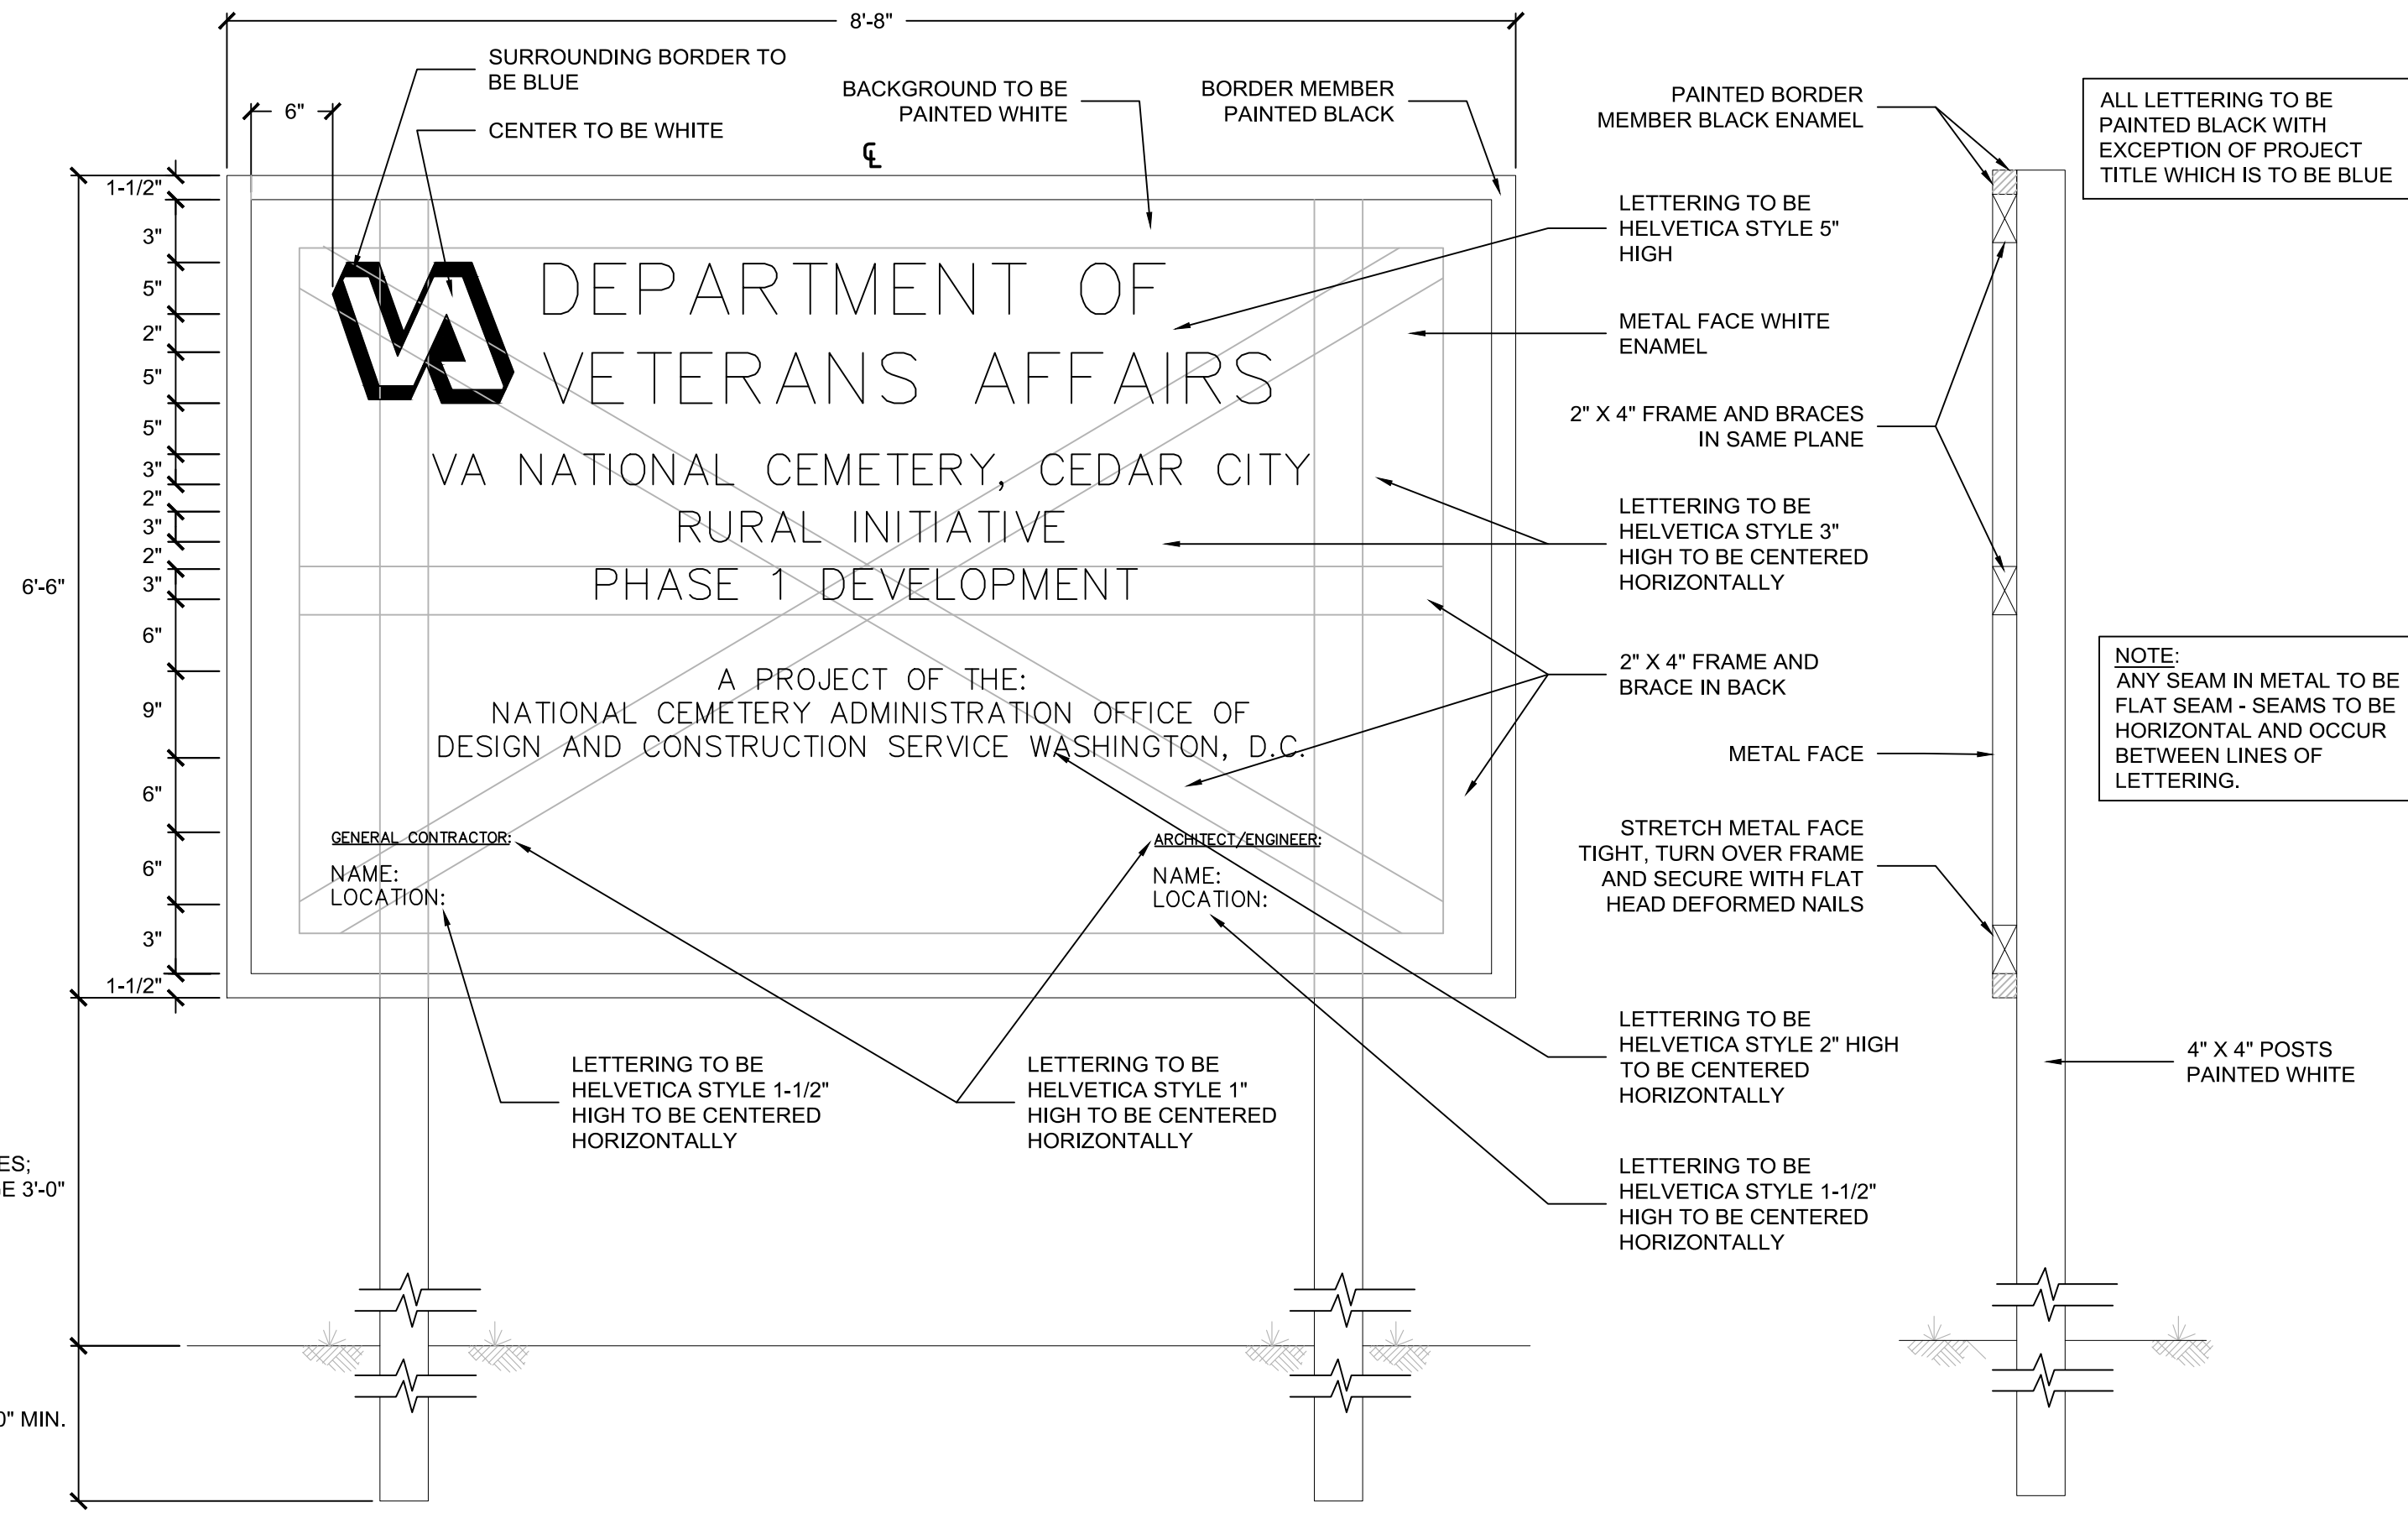 8'-8"
SURROUNDING BORDER TO
BE BLUE
6"
CENTER TO BE WHITE
BACKGROUND TO BE
PAINTED WHITE
BORDER MEMBER
PAINTED BLACK
PAINTED BORDER
MEMBER BLACK ENAMEL
ALL LETTERING TO BE
PAINTED BLACK WITH
EXCEPTION OF PROJECT
TITLE WHICH IS TO BE BLUE
℄
1-1/2"
3"
5"
2"
5"
5"
3"
2"
3"
2"
3"
6"
9"
6"
6"
3"
1-1/2"
6'-6"
DEPARTMENT OF
VETERANS AFFAIRS
VA NATIONAL CEMETERY, CEDAR CITY
RURAL INITIATIVE
PHASE 1 DEVELOPMENT
A PROJECT OF THE:
NATIONAL CEMETERY ADMINISTRATION OFFICE OF
DESIGN AND CONSTRUCTION SERVICE WASHINGTON, D.C.
GENERAL CONTRACTOR:
NAME:
LOCATION:
ARCHITECT/ENGINEER:
NAME:
LOCATION:
LETTERING TO BE
HELVETICA STYLE 5"
HIGH
METAL FACE WHITE
ENAMEL
2" X 4" FRAME AND BRACES
IN SAME PLANE
LETTERING TO BE
HELVETICA STYLE 3"
HIGH TO BE CENTERED
HORIZONTALLY
2" X 4" FRAME AND
BRACE IN BACK
METAL FACE
STRETCH METAL FACE
TIGHT, TURN OVER FRAME
AND SECURE WITH FLAT
HEAD DEFORMED NAILS
NOTE:
ANY SEAM IN METAL TO BE
FLAT SEAM - SEAMS TO BE
HORIZONTAL AND OCCUR
BETWEEN LINES OF
LETTERING.
LETTERING TO BE
HELVETICA STYLE 1-1/2"
HIGH TO BE CENTERED
HORIZONTALLY
LETTERING TO BE
HELVETICA STYLE 1"
HIGH TO BE CENTERED
HORIZONTALLY
LETTERING TO BE
HELVETICA STYLE 2" HIGH
TO BE CENTERED
HORIZONTALLY
LETTERING TO BE
HELVETICA STYLE 1-1/2"
HIGH TO BE CENTERED
HORIZONTALLY
4" X 4" POSTS
PAINTED WHITE
3'-0"
MIN.